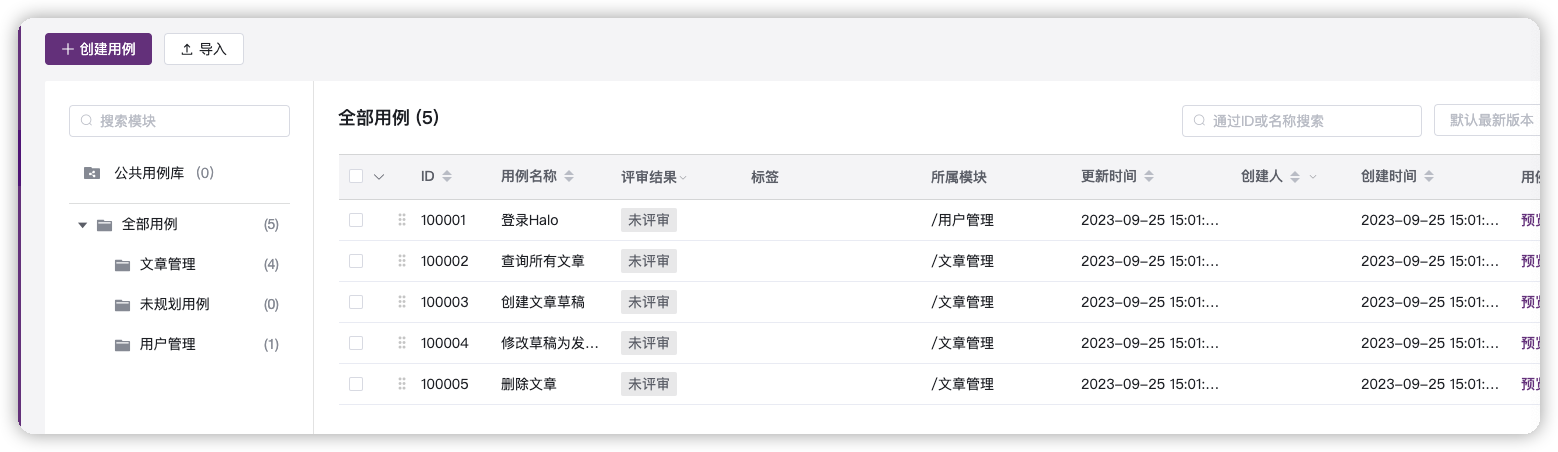 创建用例 导入
搜索模块
公共用例库 (0)
全部用例 (5)
文章管理 (4)
未规划用例 (0)
用户管理 (1)
全部用例 (5)
通过ID或名称搜索 默认最新版本
ID 用例名称 评审结果 标签 所属模块 更新时间 创建人 创建时间 用例
100001 登录Halo 未评审 /用户管理 2023-09-25 15:01:... 2023-09-25 15:01:... 预览
100002 查询所有文章 未评审 /文章管理 2023-09-25 15:01:... 2023-09-25 15:01:... 预览
100003 创建文章草稿 未评审 /文章管理 2023-09-25 15:01:... 2023-09-25 15:01:... 预览
100004 修改草稿为发... 未评审 /文章管理 2023-09-25 15:01:... 2023-09-25 15:01:... 预览
100005 删除文章 未评审 /文章管理 2023-09-25 15:01:... 2023-09-25 15:01:... 预览